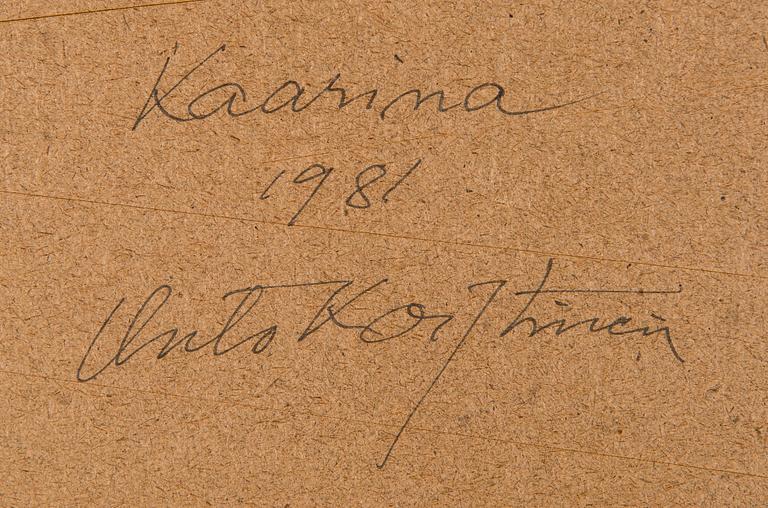 Kaarina
1981
Unto Koistinen